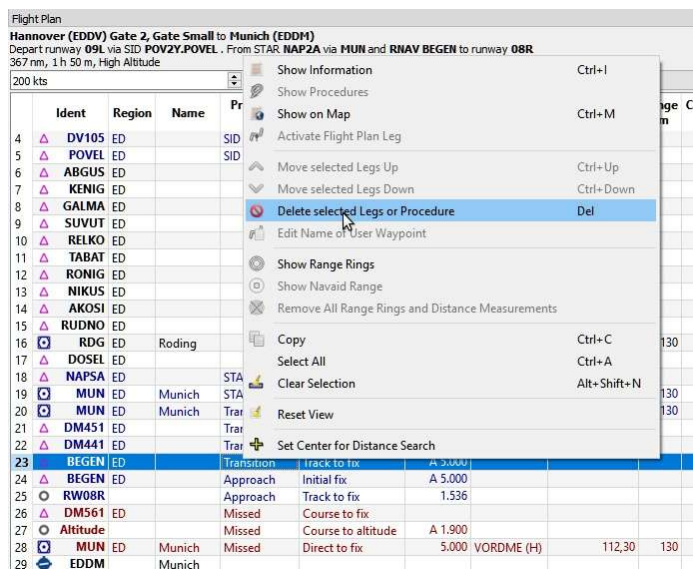 Flight Plan
Hannover (EDDV) Gate 2, Gate Small to Munich (EDDM)
Depart runway 09L via SID POV2Y.POVEL . From STAR NAP2A via MUN and RNAV BEGEN to runway 08R
367 nm, 1 h 50 m, High Altitude
200 kts
Ident Region Name
4 DV105 ED SID
5 POVEL ED SID
6 ABGUS ED
7 KENIG ED
8 GALMA ED
9 SUVUT ED
10 RELKO ED
11 TABAT ED
12 RONIG ED
13 NIKUS ED
14 AKOSI ED
15 RUDNO ED
16 RDG ED Roding 130
17 DOSEL ED
18 NAPSA ED STA
19 MUN ED Munich STA 130
20 MUN ED Munich Tra 130
21 DM451 ED Tra
22 DM441 ED Tra
23 BEGEN ED Transition Track to fix A 5.000
24 BEGEN ED Approach Initial fix A 5.000
25 RW08R Approach Track to fix 1.536
26 DM561 ED Missed Course to fix
27 Altitude Missed Course to altitude A 1.900
28 MUN ED Munich Missed Direct to fix 5.000 VORDME (H) 112,30 130
29 EDDM Munich
Show Information Ctrl+I
Show Procedures
Show on Map Ctrl+M
Activate Flight Plan Leg
Move selected Legs Up Ctrl+Up
Move selected Legs Down Ctrl+Down
Delete selected Legs or Procedure Del
Edit Name of User Waypoint
Show Range Rings
Show Navaid Range
Remove All Range Rings and Distance Measurements
Copy Ctrl+C
Select All Ctrl+A
Clear Selection Alt+Shift+N
Reset View
Set Center for Distance Search